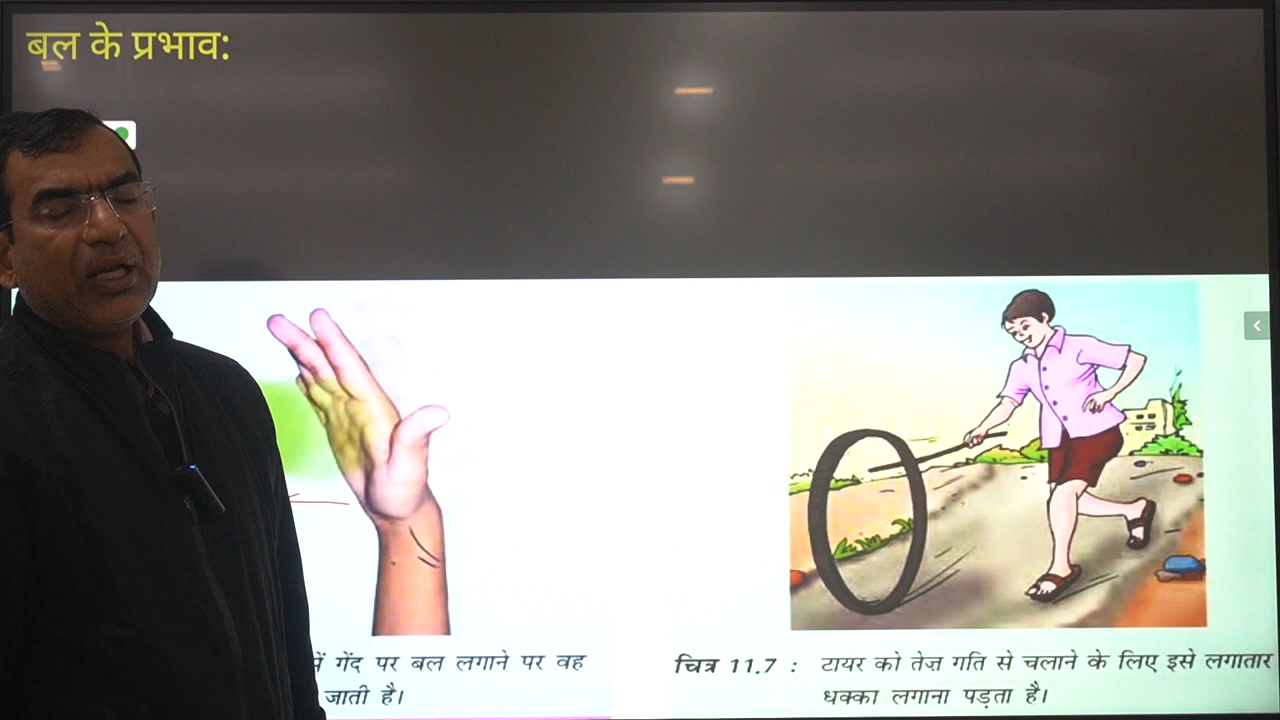 बल के प्रभाव:
में गेंद पर बल लगाने पर वह
जाती है।
चित्र 11.7 : टायर को तेज़ गति से चलाने के लिए इसे लगातार
धक्का लगाना पड़ता है।